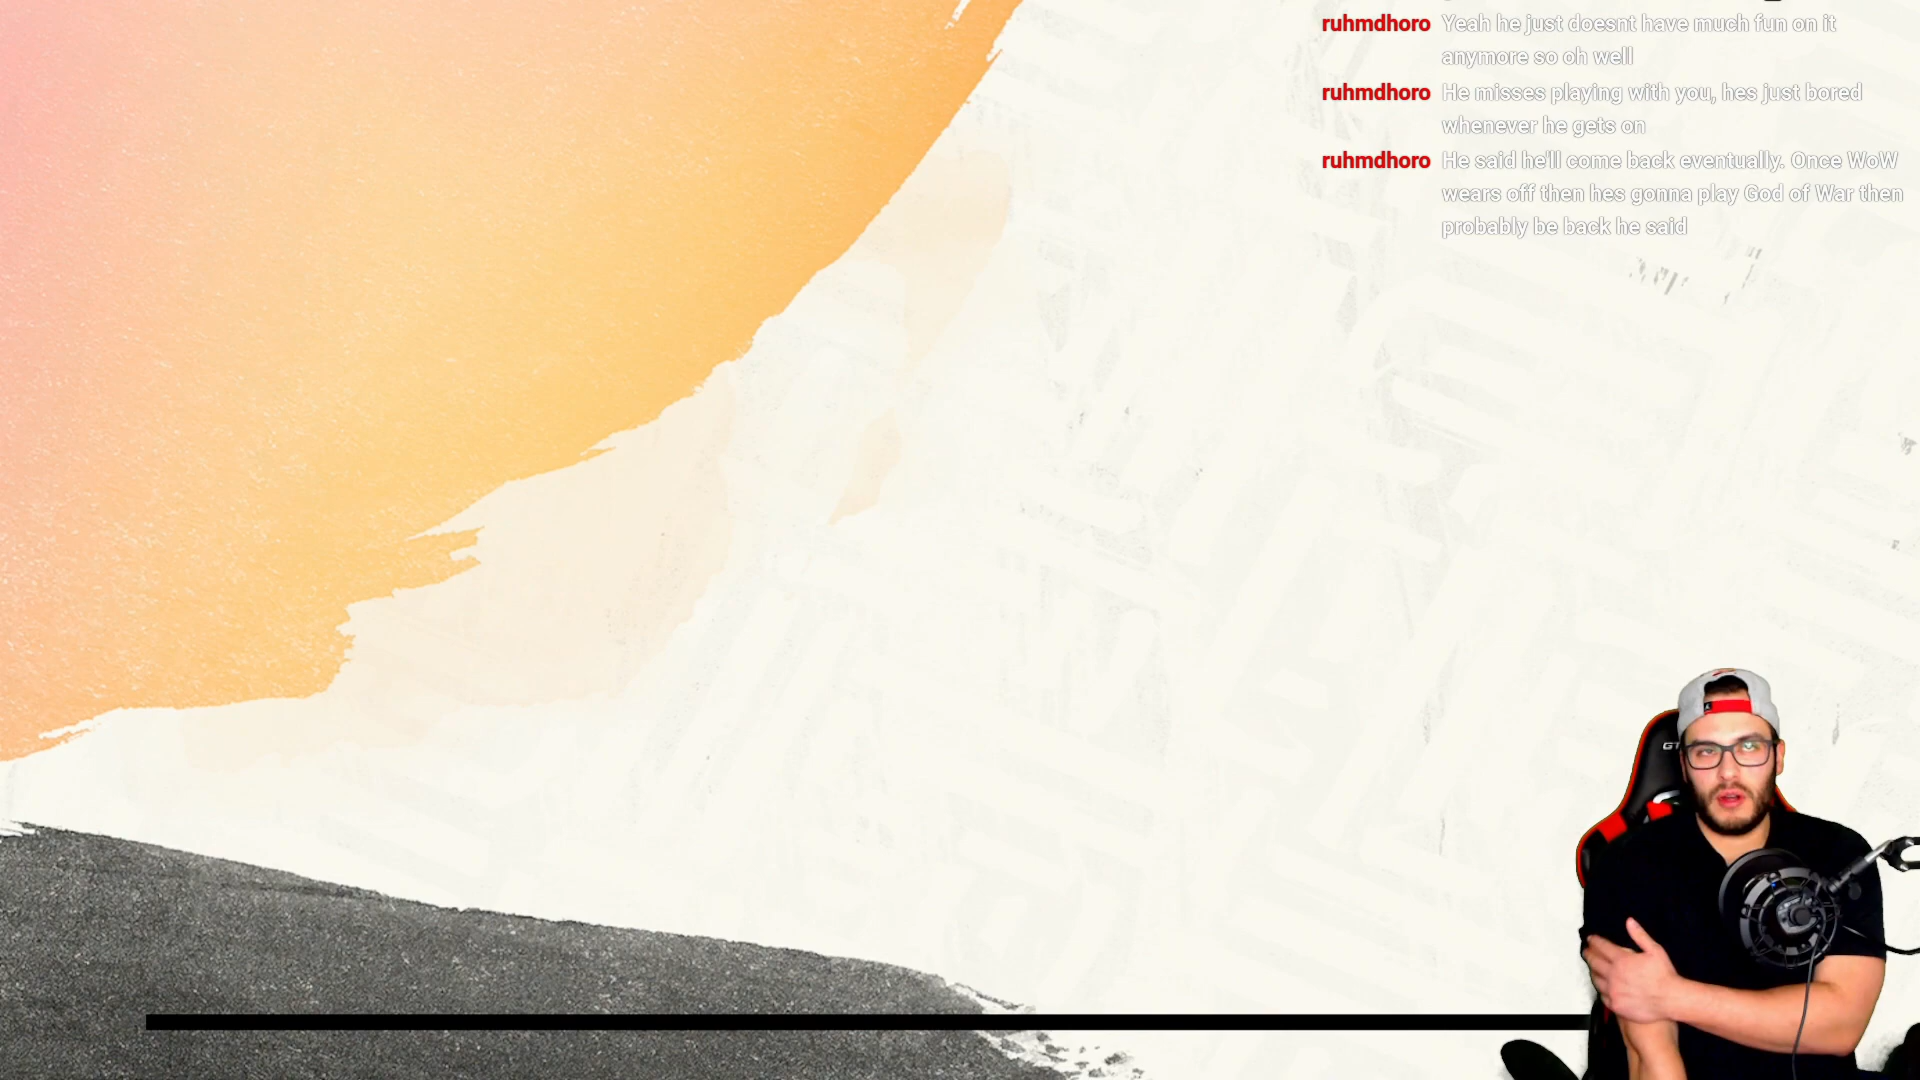 ruhmdhoro Yeah he just doesnt have much fun on it
anymore so oh well
ruhmdhoro He misses playing with you, hes just bored
whenever he gets on
ruhmdhoro He said he'll come back eventually. Once WoW
wears off then hes gonna play God of War then
probably be back he said
GT